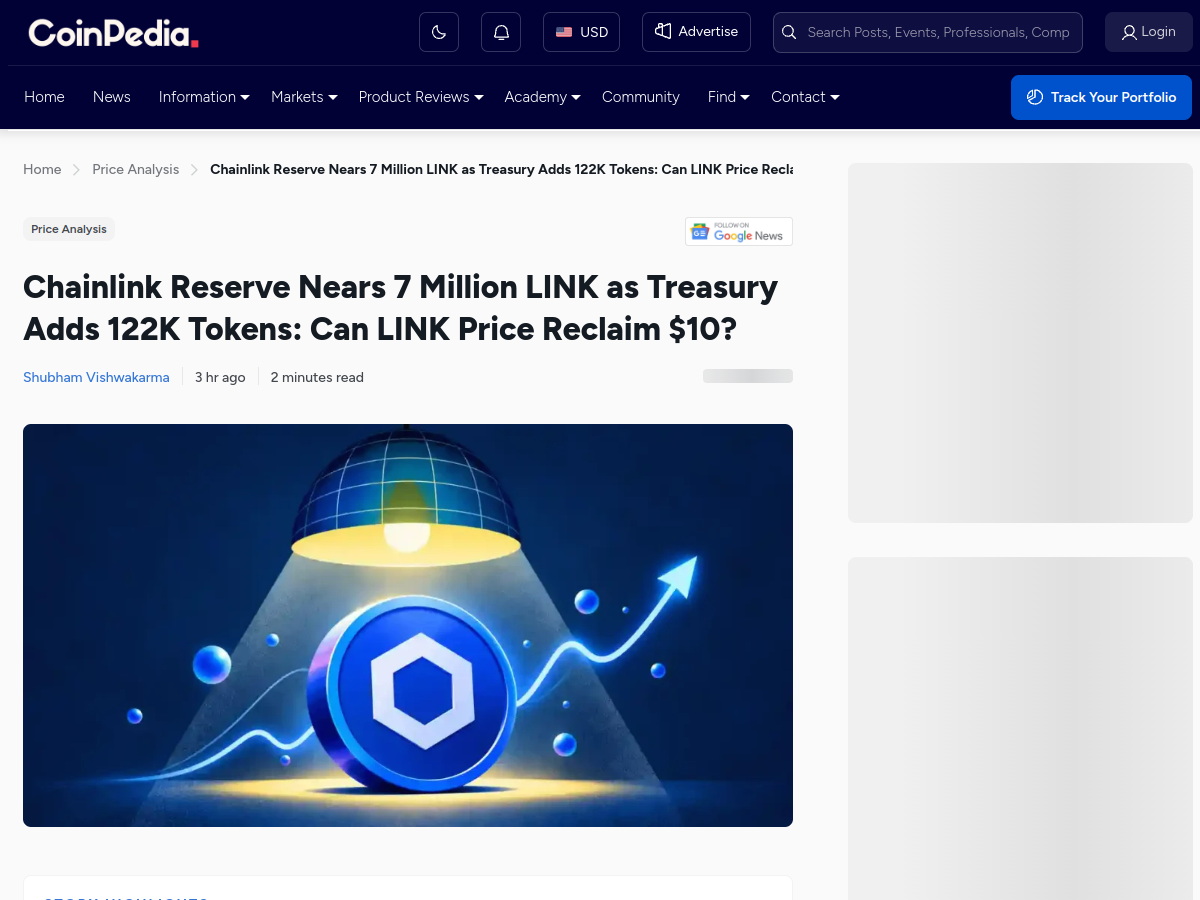 CoinPedia.
USD
Advertise
Search Posts, Events, Professionals, Comp
Login
Home
News
Information
Markets
Product Reviews
Academy
Community
Find
Contact
Track Your Portfolio
Home
Price Analysis
Chainlink Reserve Nears 7 Million LINK as Treasury Adds 122K Tokens: Can LINK Price Recla
Price Analysis
FOLLOW ON
Google News
Chainlink Reserve Nears 7 Million LINK as Treasury
Adds 122K Tokens: Can LINK Price Reclaim $10?
Shubham Vishwakarma
3 hr ago
2 minutes read